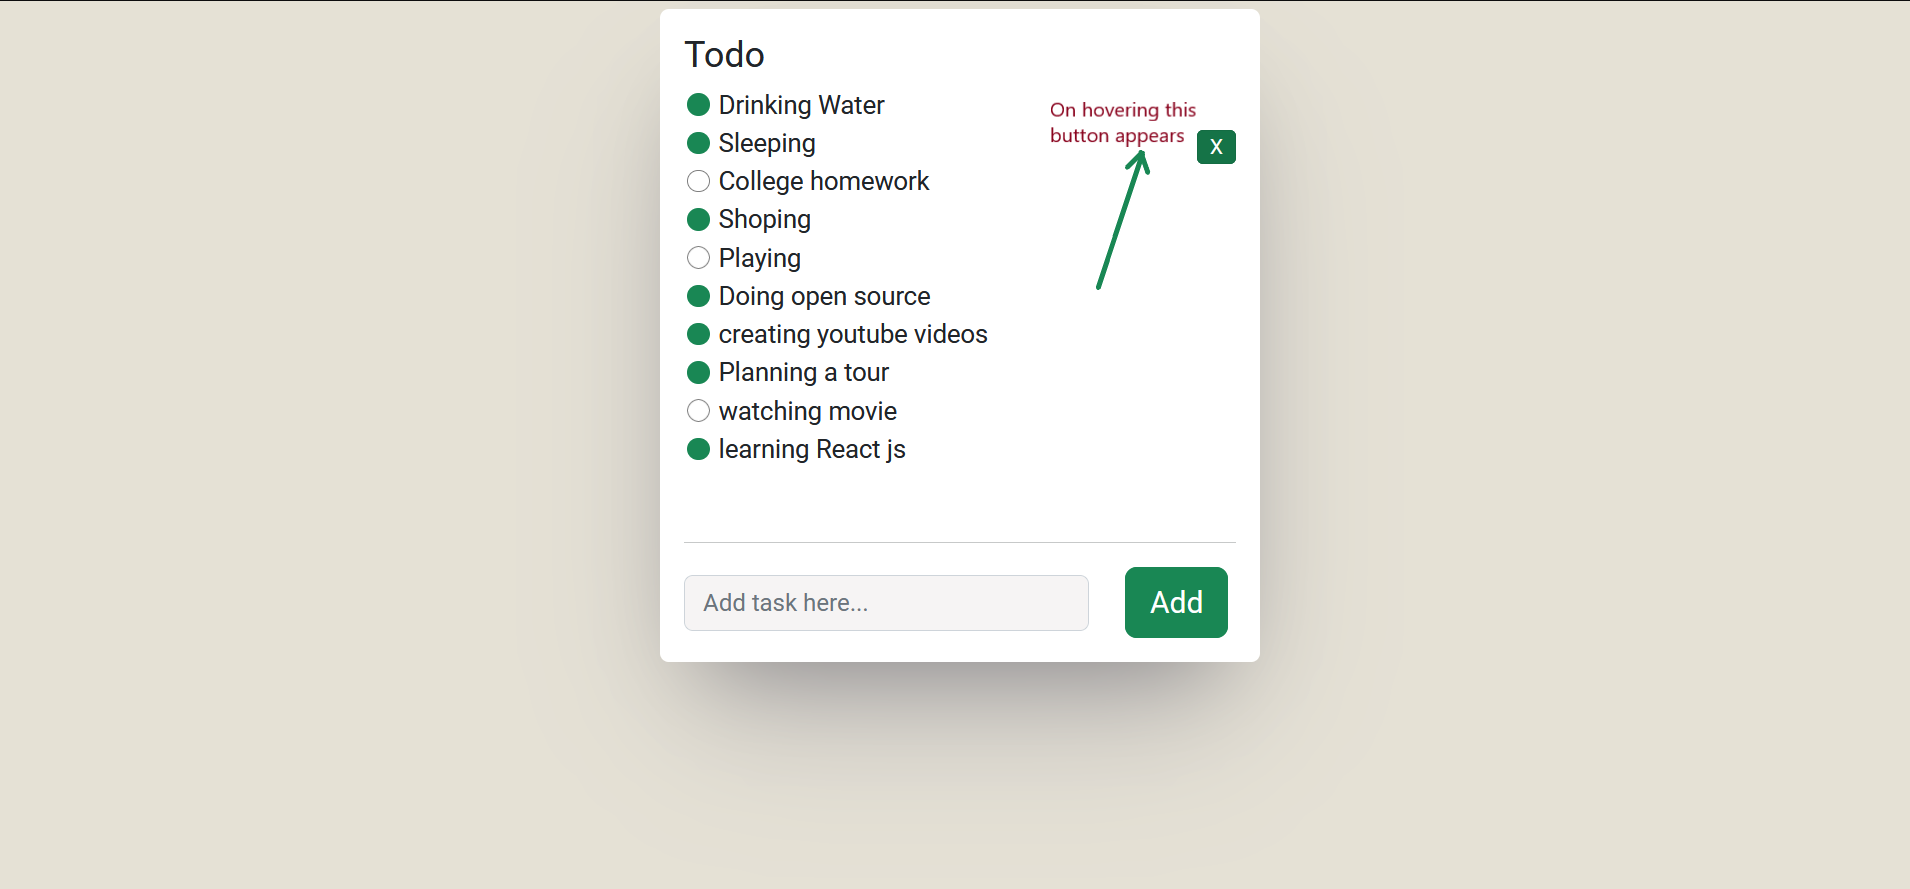 Todo
Drinking Water
On hovering this
button appears
Sleeping
X
College homework
Shoping
Playing
Doing open source
creating youtube videos
Planning a tour
watching movie
learning React js
Add task here...
Add